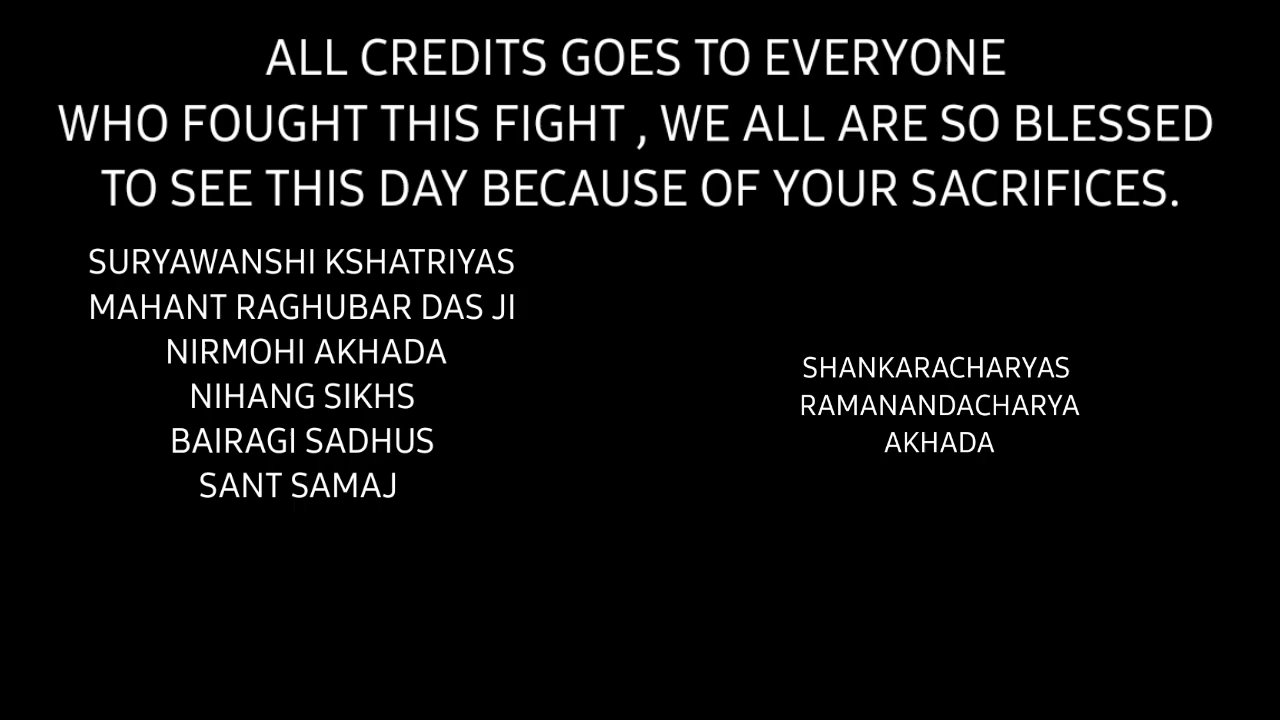 ALL CREDITS GOES TO EVERYONE
WHO FOUGHT THIS FIGHT , WE ALL ARE SO BLESSED
TO SEE THIS DAY BECAUSE OF YOUR SACRIFICES.
SURYAWANSHI KSHATRIYAS
MAHANT RAGHUBAR DAS JI
NIRMOHI AKHADA
NIHANG SIKHS
BAIRAGI SADHUS
SANT SAMAJ
SHANKARACHARYAS
RAMANANDACHARYA
AKHADA